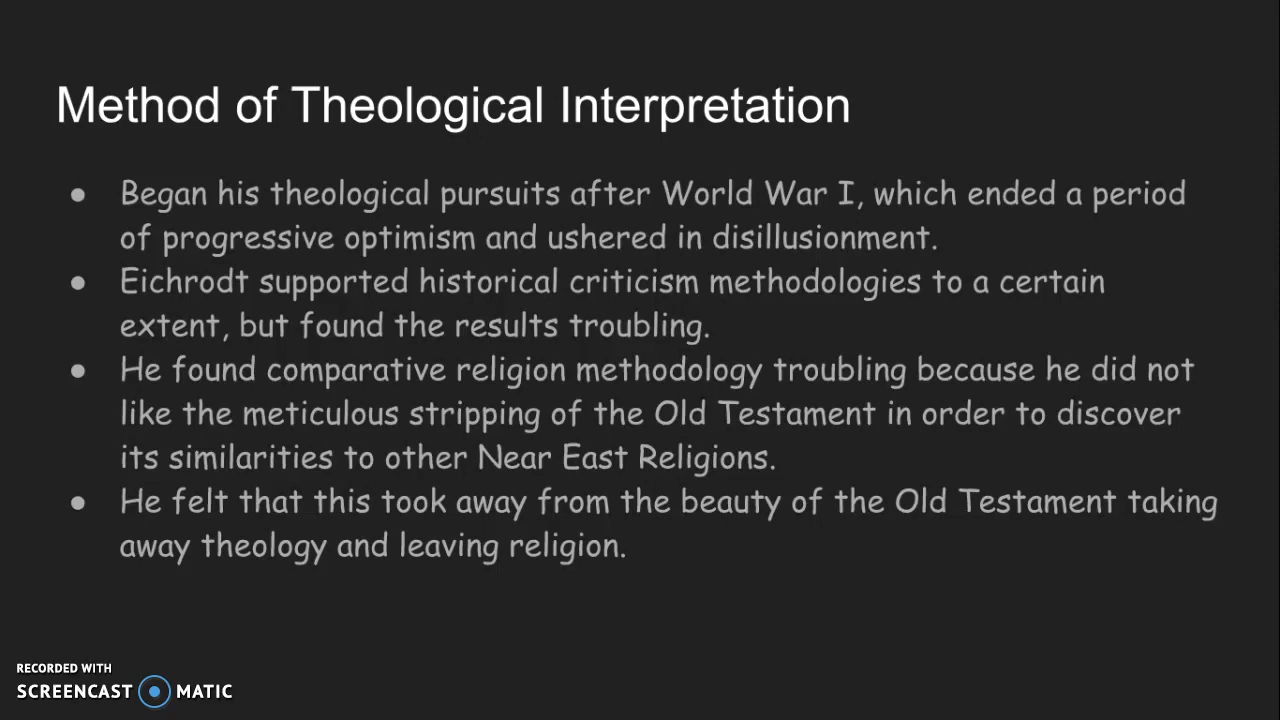 Method of Theological Interpretation
● Began his theological pursuits after World War I, which ended a period
of progressive optimism and ushered in disillusionment.
● Eichrodt supported historical criticism methodologies to a certain
extent, but found the results troubling.
● He found comparative religion methodology troubling because he did not
like the meticulous stripping of the Old Testament in order to discover
its similarities to other Near East Religions.
● He felt that this took away from the beauty of the Old Testament taking
away theology and leaving religion.
RECORDED WITH
SCREENCAST MATIC